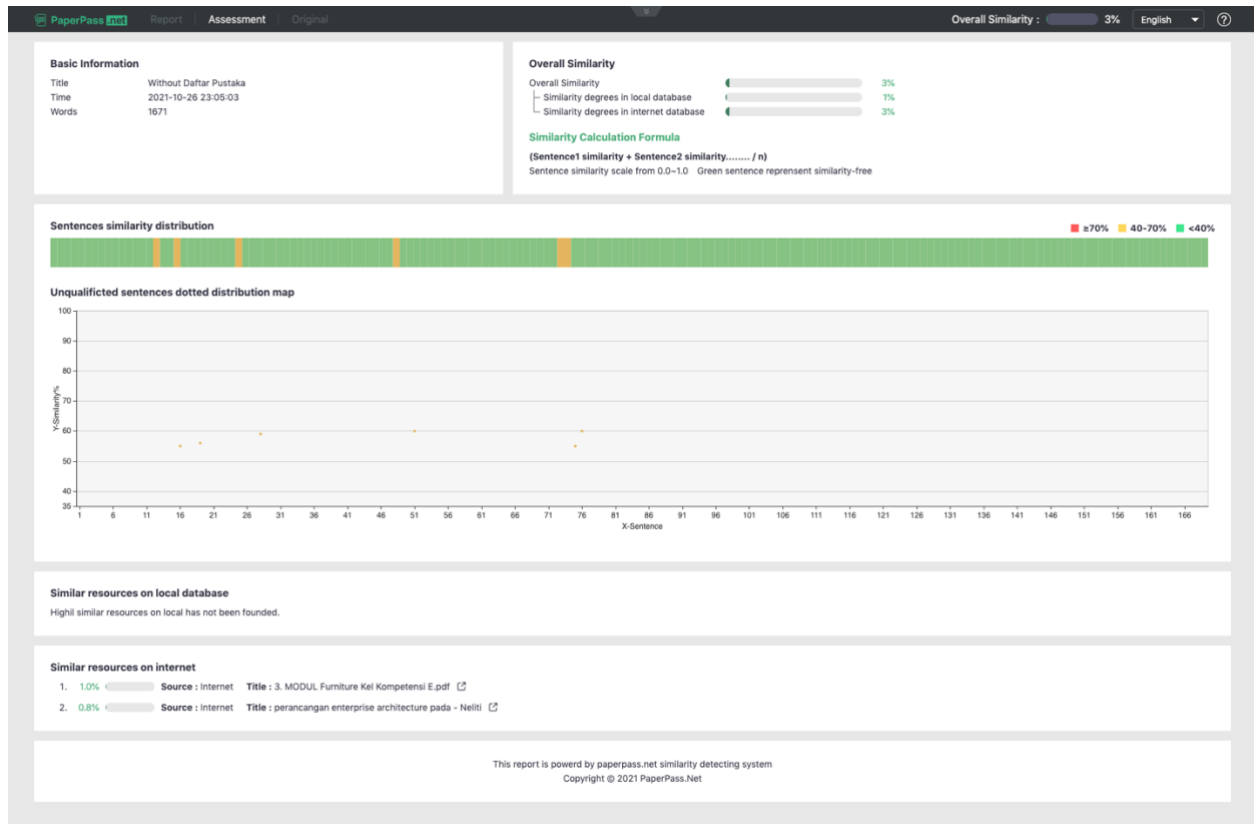 PaperPass .net Report Assessment Original Overall Similarity : 3% English
Basic Information
Title Without Daftar Pustaka
Time 2021-10-26 23:05:03
Words 1671
Overall Similarity
Overall Similarity 3%
Similarity degrees in local database 1%
Similarity degrees in internet database 3%
Similarity Calculation Formula
(Sentence1 similarity + Sentence2 similarity........ / n)
Sentence similarity scale from 0.0~1.0 Green sentence reprensent similarity-free
Sentences similarity distribution
≥70% 40-70% <40%
Unqualificted sentences dotted distribution map
100
90
80
70
60
50
40
35
Y-Similarity%
1 6 11 16 21 26 31 36 41 46 51 56 61 66 71 76 81 86 91 96 101 106 111 116 121 126 131 136 141 146 151 156 161 166
X-Sentence
Similar resources on local database
Highil similar resources on local has not been founded.
Similar resources on internet
1. 1.0% Source : Internet Title : 3. MODUL Furniture Kel Kompetensi E.pdf
2. 0.8% Source : Internet Title : perancangan enterprise architecture pada - Neliti
This report is powerd by paperpass.net similarity detecting system
Copyright © 2021 PaperPass.Net